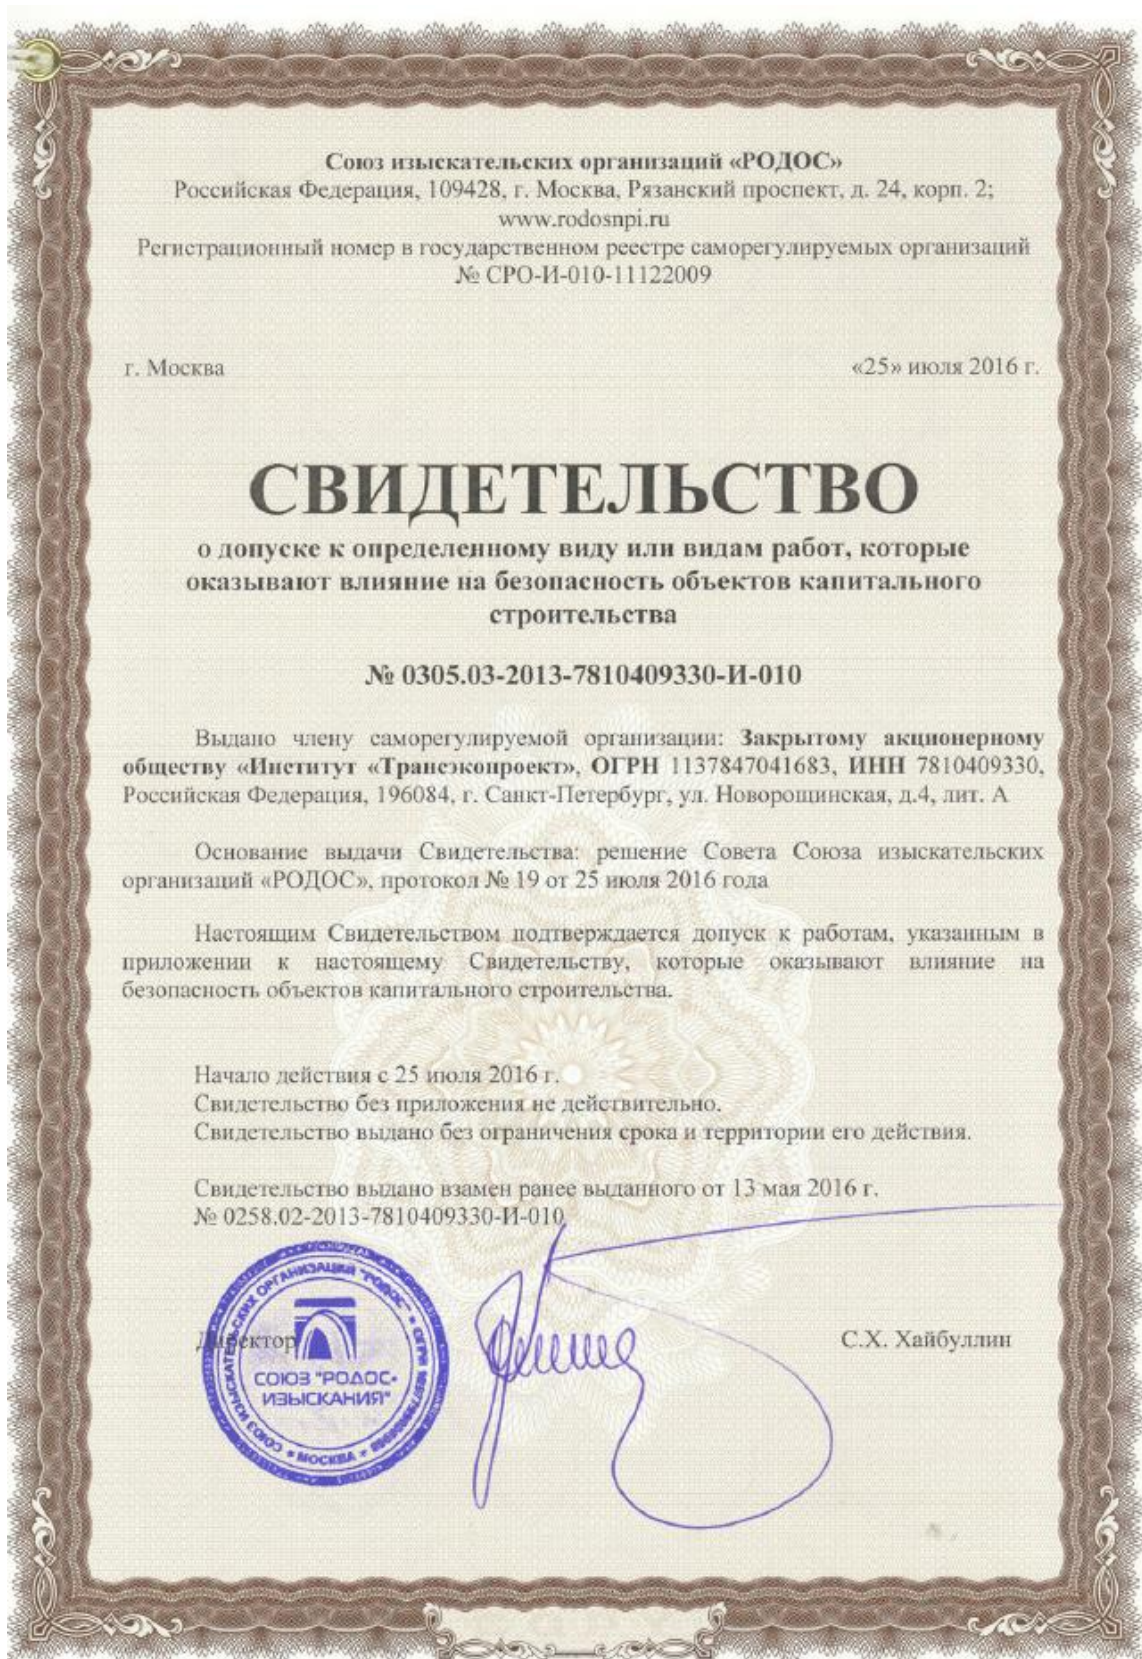 Союз изыскательских организаций «РОДОС»
Российская Федерация, 109428, г. Москва, Рязанский проспект, д. 24, корп. 2;
www.rodosnpi.ru
Регистрационный номер в государственном реестре саморегулируемых организаций
№ СРО-И-010-11122009
г. Москва «25» июля 2016 г.
СВИДЕТЕЛЬСТВО
о допуске к определенному виду или видам работ, которые
оказывают влияние на безопасность объектов капитального
строительства
№ 0305.03-2013-7810409330-И-010
Выдано члену саморегулируемой организации: Закрытому акционерному
обществу «Институт «Трансэкопроект», ОГРН 1137847041683, ИНН 7810409330,
Российская Федерация, 196084, г. Санкт-Петербург, ул. Новорощинская, д.4, лит. А
Основание выдачи Свидетельства: решение Совета Союза изыскательских
организаций «РОДОС», протокол № 19 от 25 июля 2016 года
Настоящим Свидетельством подтверждается допуск к работам, указанным в
приложении к настоящему Свидетельству, которые оказывают влияние на
безопасность объектов капитального строительства.
Начало действия с 25 июля 2016 г.
Свидетельство без приложения не действительно.
Свидетельство выдано без ограничения срока и территории его действия.
Свидетельство выдано взамен ранее выданного от 13 мая 2016 г.
№ 0258.02-2013-7810409330-И-010
Директор С.Х. Хайбуллин
СОЮЗ ИЗЫСКАТЕЛЬСКИХ ОРГАНИЗАЦИЙ "РОДОС" * ОГРН
* МОСКВА *
СОЮЗ "РОДОС-
ИЗЫСКАНИЯ"